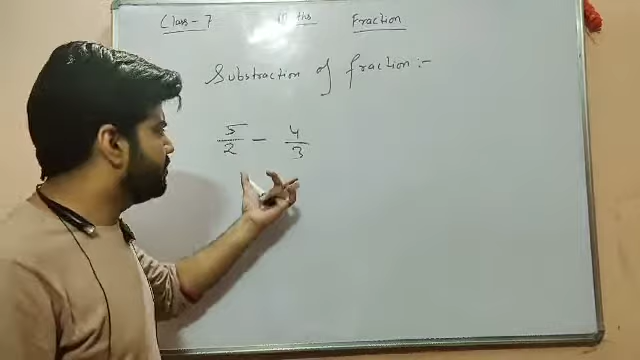 Class-7 Maths Fraction
Substraction of fraction:-
5/2 - 4/3